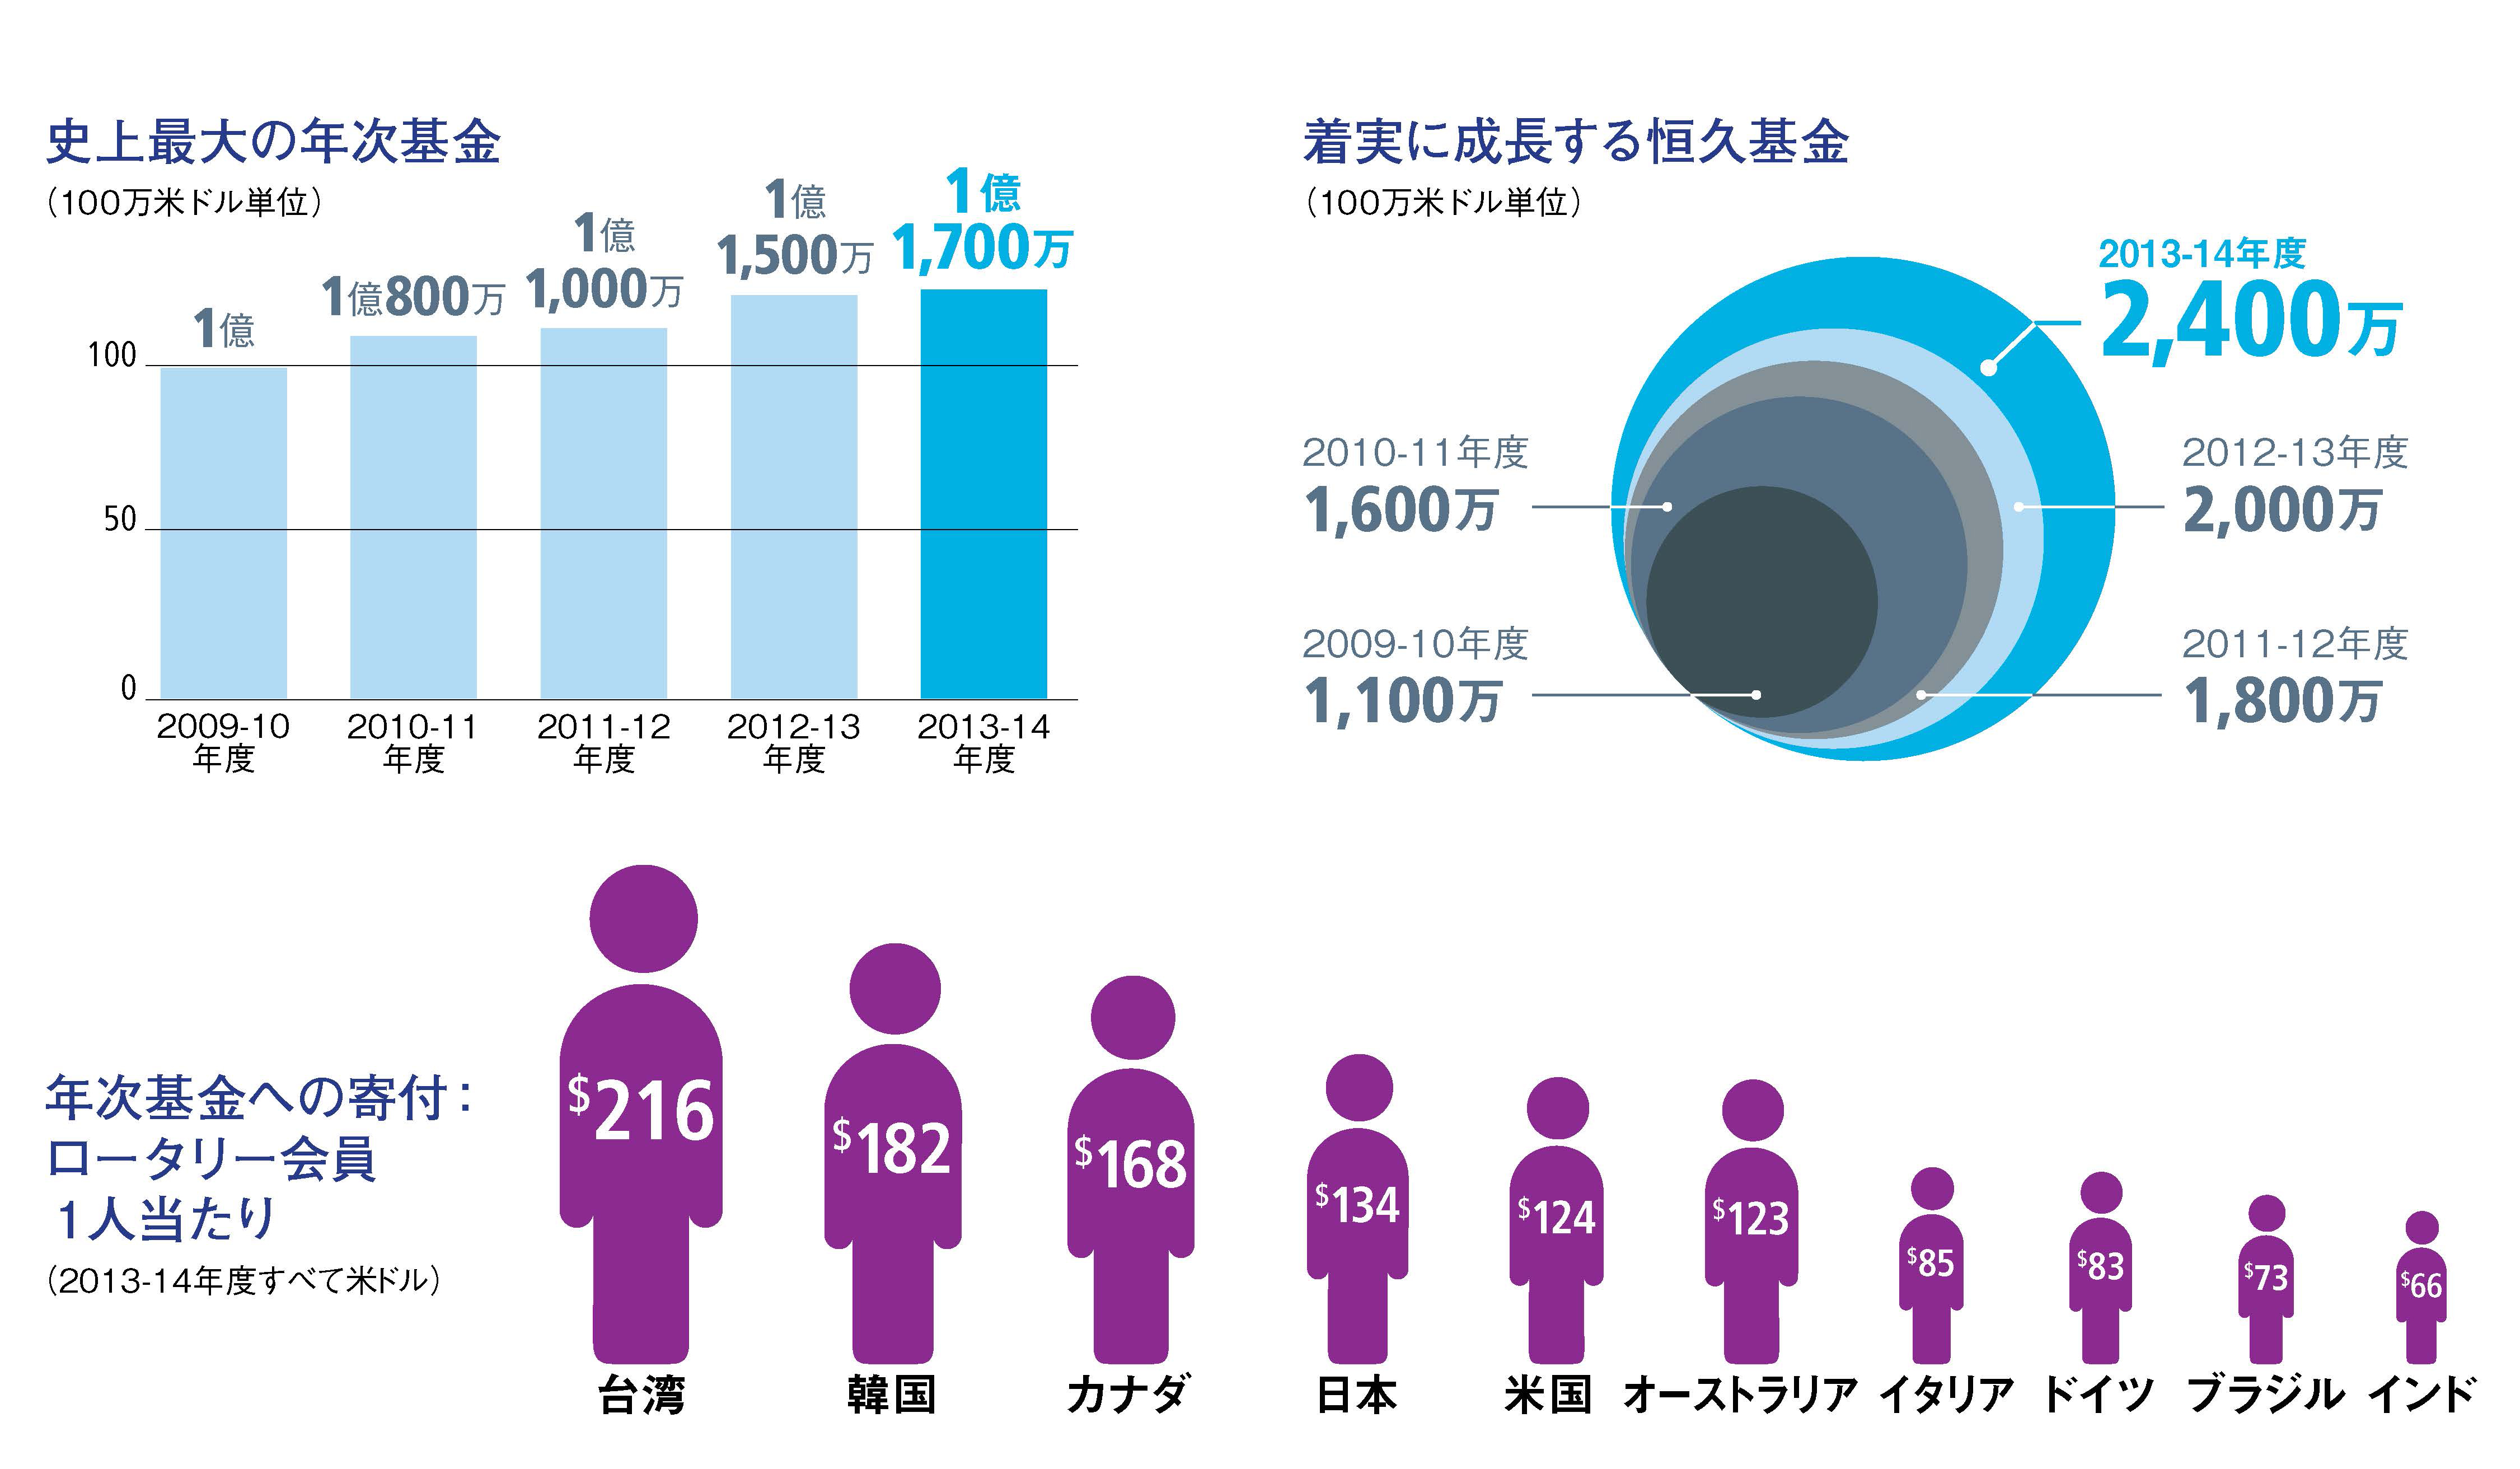 史上最大の年次基金
（100万米ドル単位）
1億
1億800万
1億
1,000万
1億
1,500万
1億
1,700万
100
50
0
2009-10
年度
2010-11
年度
2011-12
年度
2012-13
年度
2013-14
年度
着実に成長する恒久基金
（100万米ドル単位）
2013-14年度
2,400万
2010-11年度
1,600万
2012-13年度
2,000万
2009-10年度
1,100万
2011-12年度
1,800万
年次基金への寄付：
ロータリー会員
1人当たり
（2013-14年度すべて米ドル）
$216
$182
$168
$134
$124
$123
$85
$83
$73
$66
台湾
韓国
カナダ
日本
米国
オーストラリア
イタリア
ドイツ
ブラジル
インド